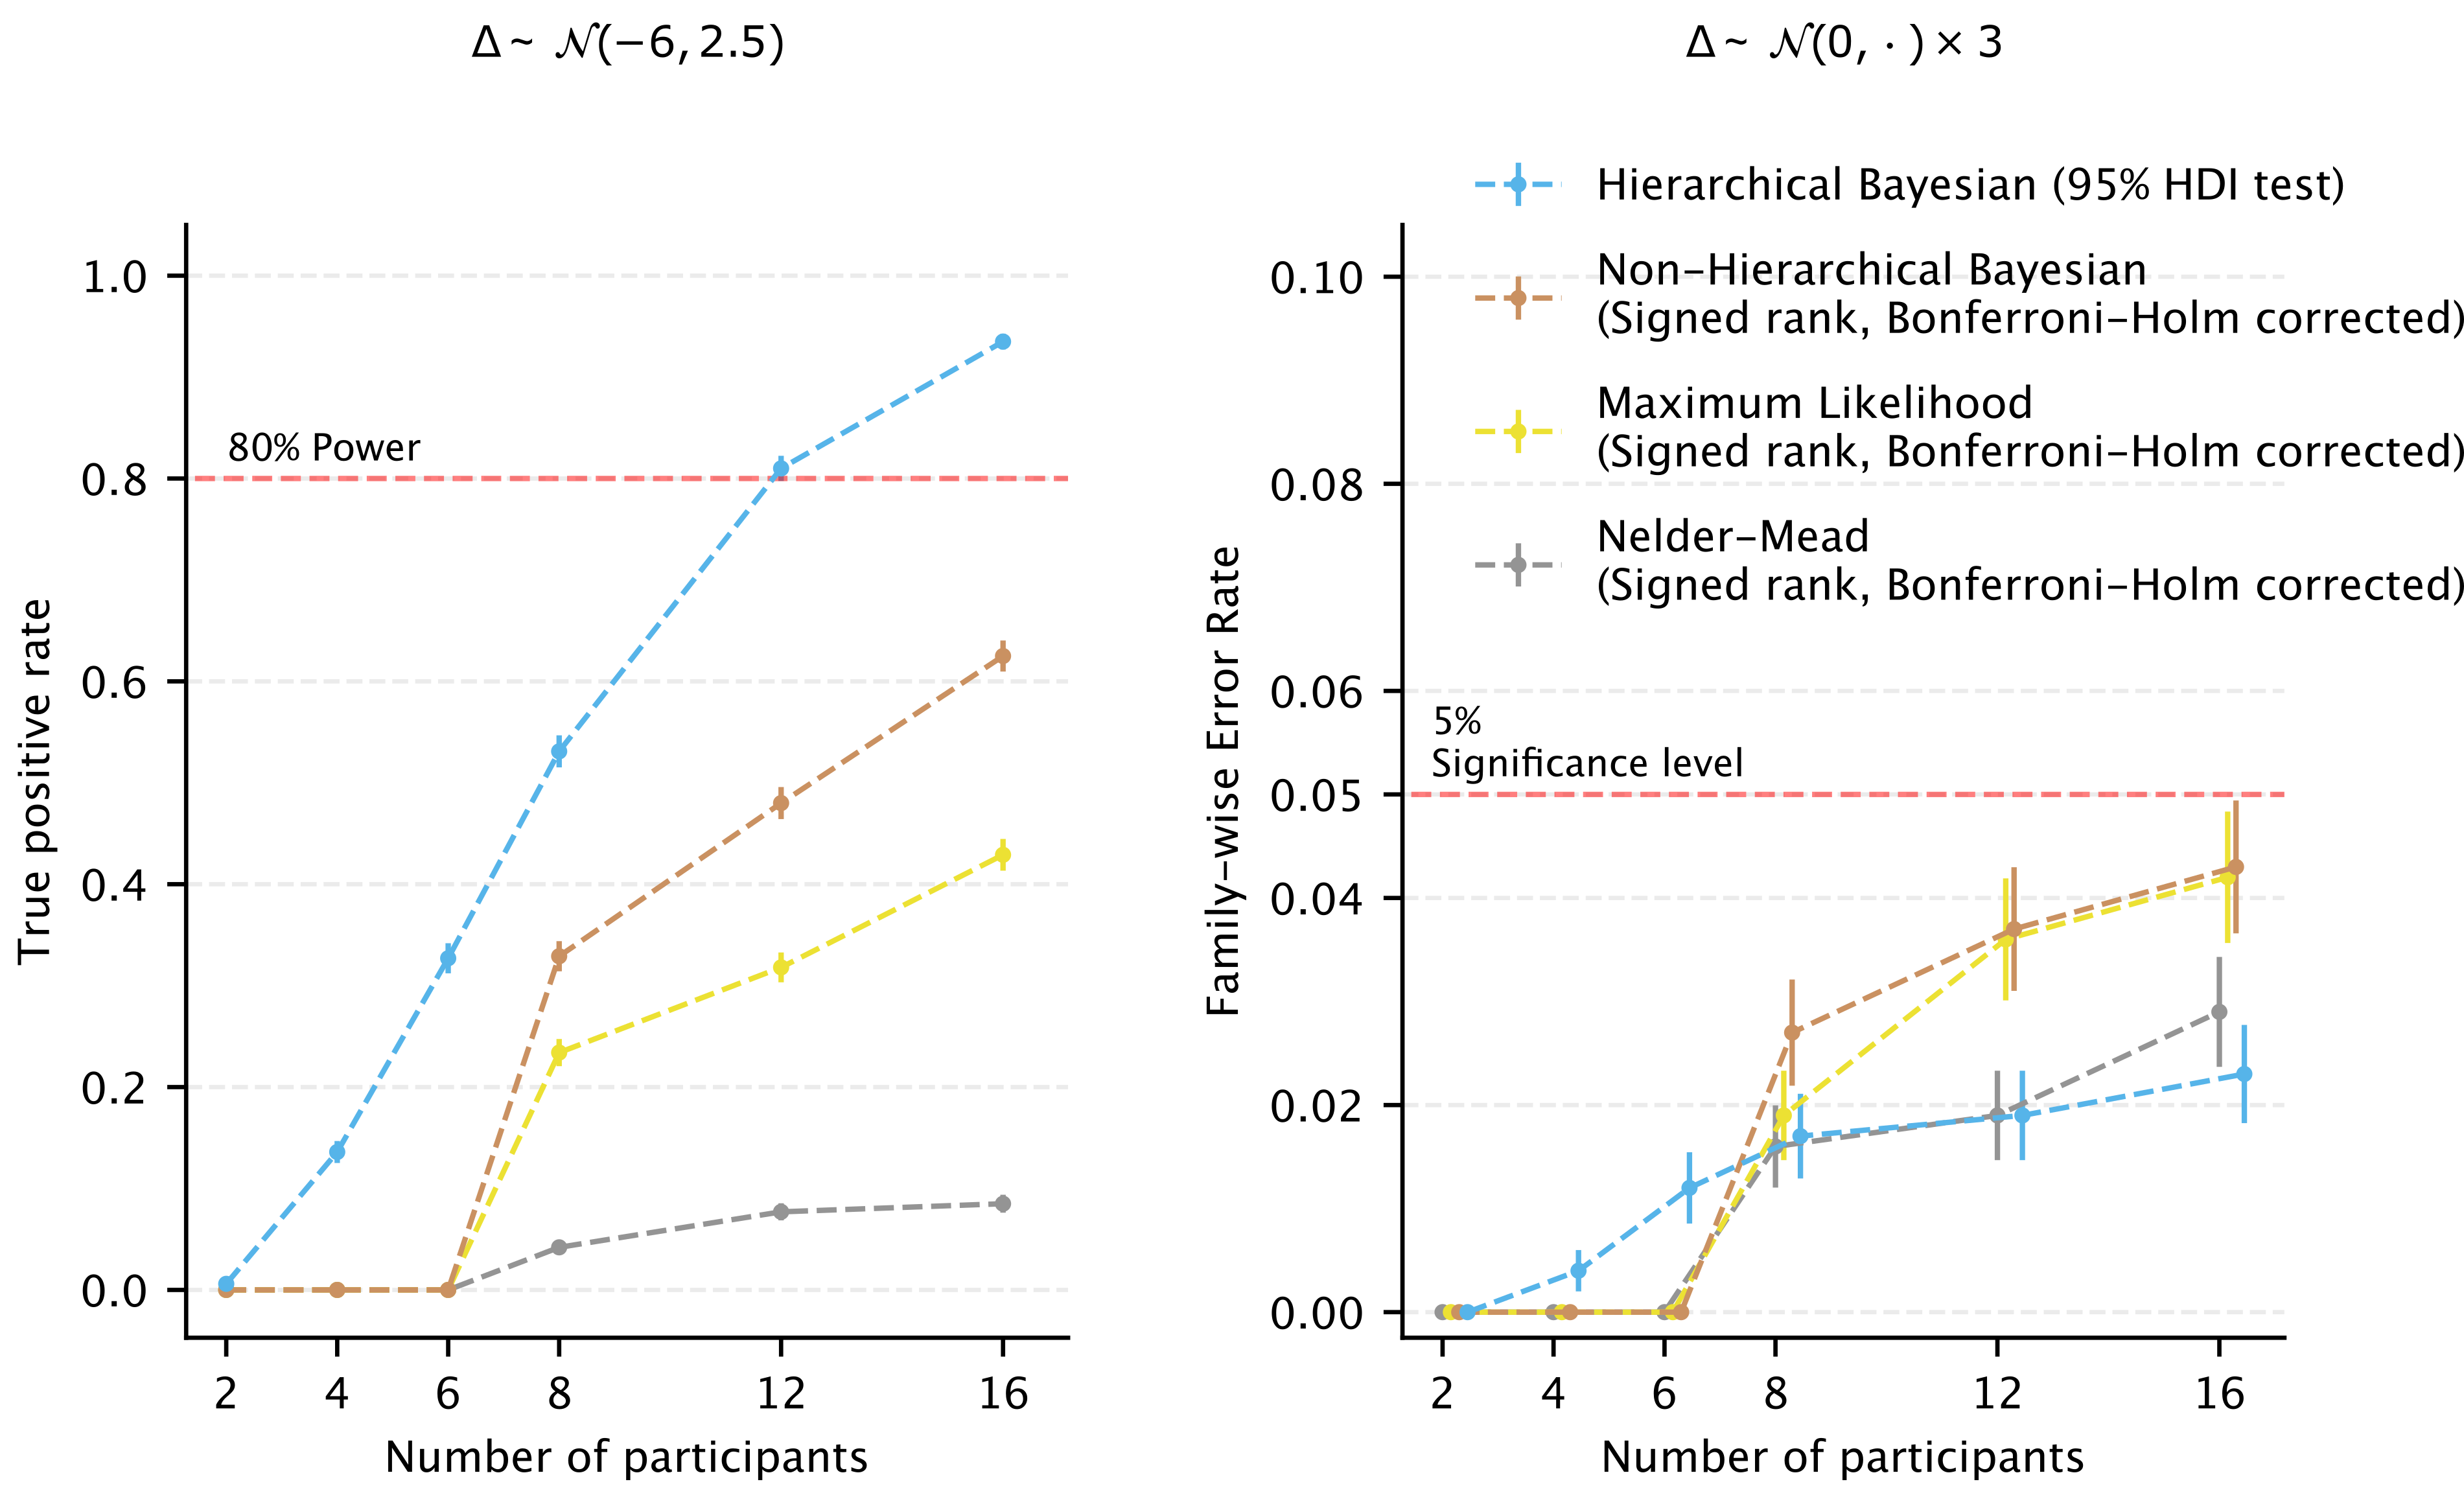 Δ ~ 𝒩(−6, 2.5)
True positive rate
1.0
0.8
0.6
0.4
0.2
0.0
80% Power
2 4 6 8 12 16
Number of participants
Δ ~ 𝒩(0, · ) × 3
Hierarchical Bayesian (95% HDI test)
Non–Hierarchical Bayesian
(Signed rank, Bonferroni–Holm corrected)
Maximum Likelihood
(Signed rank, Bonferroni–Holm corrected)
Nelder–Mead
(Signed rank, Bonferroni–Holm corrected)
Family–wise Error Rate
0.10
0.08
0.06
0.05
0.04
0.02
0.00
5%
Significance level
2 4 6 8 12 16
Number of participants